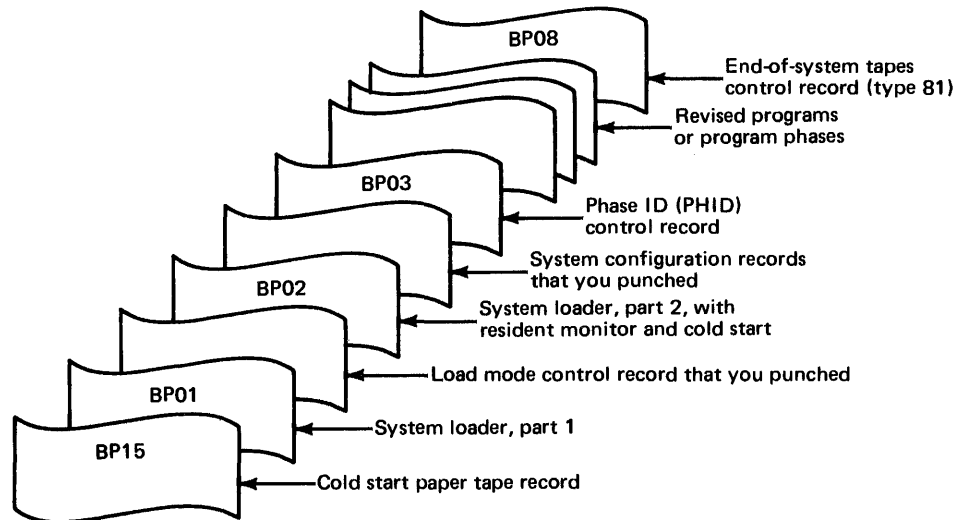 BP08
End-of-system tapes
control record (type 81)
Revised programs
or program phases
BP03
Phase ID (PHID)
control record
System configuration records
that you punched
BP02
System loader, part 2, with
resident monitor and cold start
Load mode control record that you punched
BP01
System loader, part 1
BP15
Cold start paper tape record